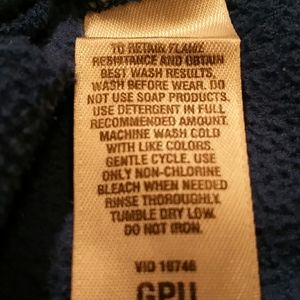 TO RETAIN FLAME
RESISTANCE AND OBTAIN
BEST WASH RESULTS,
WASH BEFORE WEAR. DO
NOT USE SOAP PRODUCTS.
USE DETERGENT IN FULL
RECOMMENDED AMOUNT.
MACHINE WASH COLD
WITH LIKE COLORS.
GENTLE CYCLE. USE
ONLY NON-CHLORINE
BLEACH WHEN NEEDED
RINSE THOROUGHLY.
TUMBLE DRY LOW.
DO NOT IRON.
VID 16746
GPU